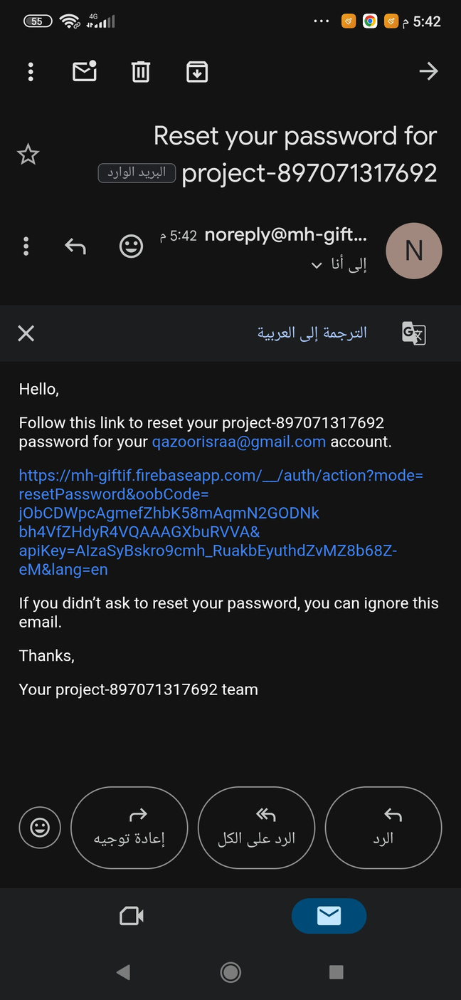 55 4G ... م 5:42
Reset your password for
project-897071317692 البريد الوارد
noreply@mh-gift... م 5:42
إلى أنا
N
الترجمة إلى العربية
Hello,
Follow this link to reset your project-897071317692
password for your qazoorisraa@gmail.com account.
https://mh-giftif.firebaseapp.com/__/auth/action?mode=
resetPassword&oobCode=
jObCDWpcAgmefZhbK58mAqmN2GODNk
bh4VfZHdyR4VQAAAGXbuRVVA&
apiKey=AIzaSyBskro9cmh_RuakbEyuthdZvMZ8b68Z-
eM&lang=en
If you didn’t ask to reset your password, you can ignore this
email.
Thanks,
Your project-897071317692 team
الرد
الرد على الكل
إعادة توجيه